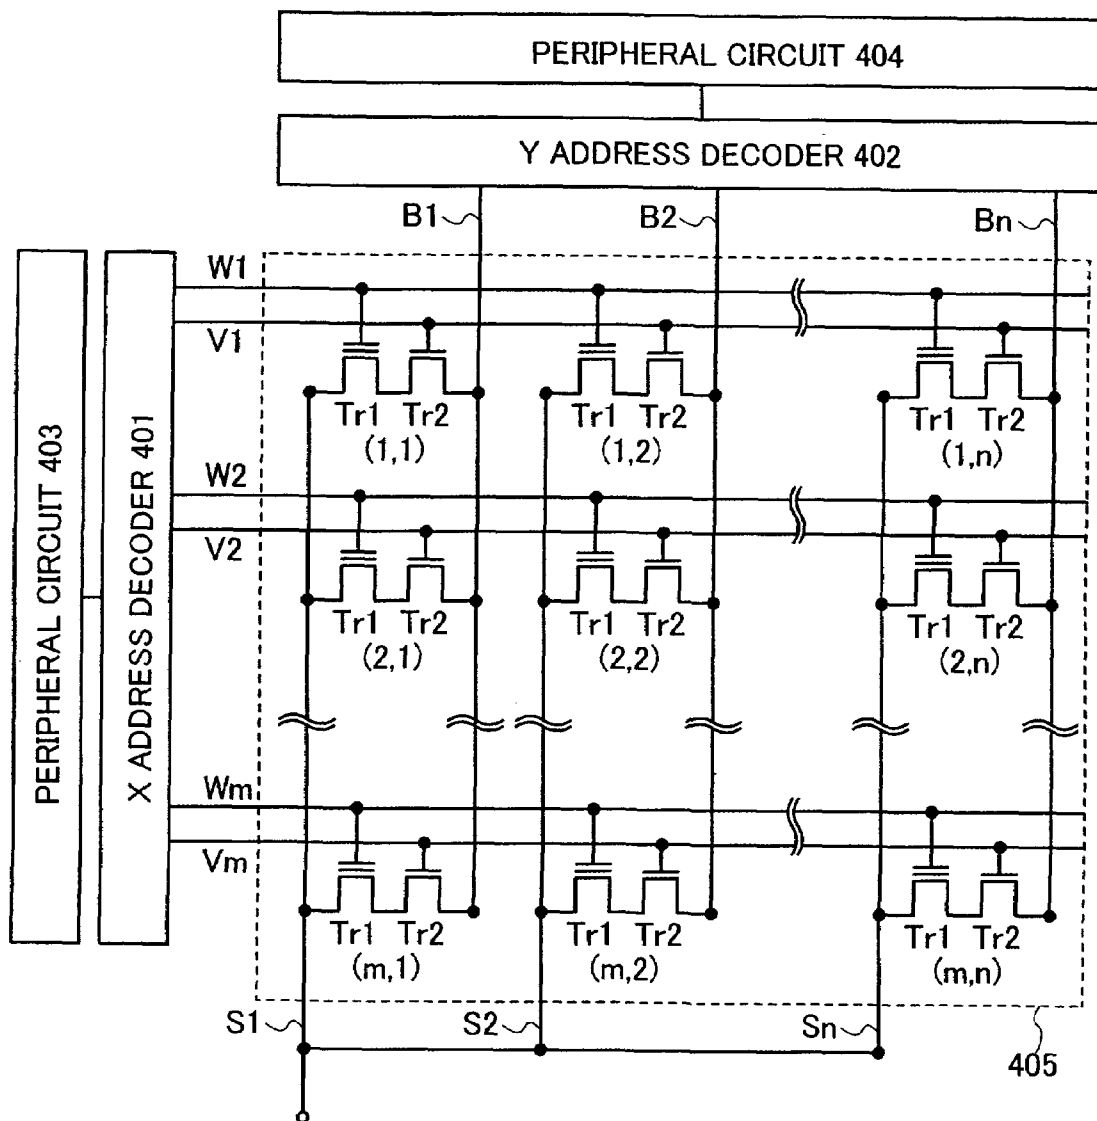 PERIPHERAL CIRCUIT 404
Y ADDRESS DECODER 402
B1 B2 Bn
PERIPHERAL CIRCUIT 403
X ADDRESS DECODER 401
W1
V1
Tr1 Tr2 Tr1 Tr2 Tr1 Tr2
(1,1) (1,2) (1,n)
W2
V2
Tr1 Tr2 Tr1 Tr2 Tr1 Tr2
(2,1) (2,2) (2,n)
Wm
Vm
Tr1 Tr2 Tr1 Tr2 Tr1 Tr2
(m,1) (m,2) (m,n)
S1 S2 Sn
405